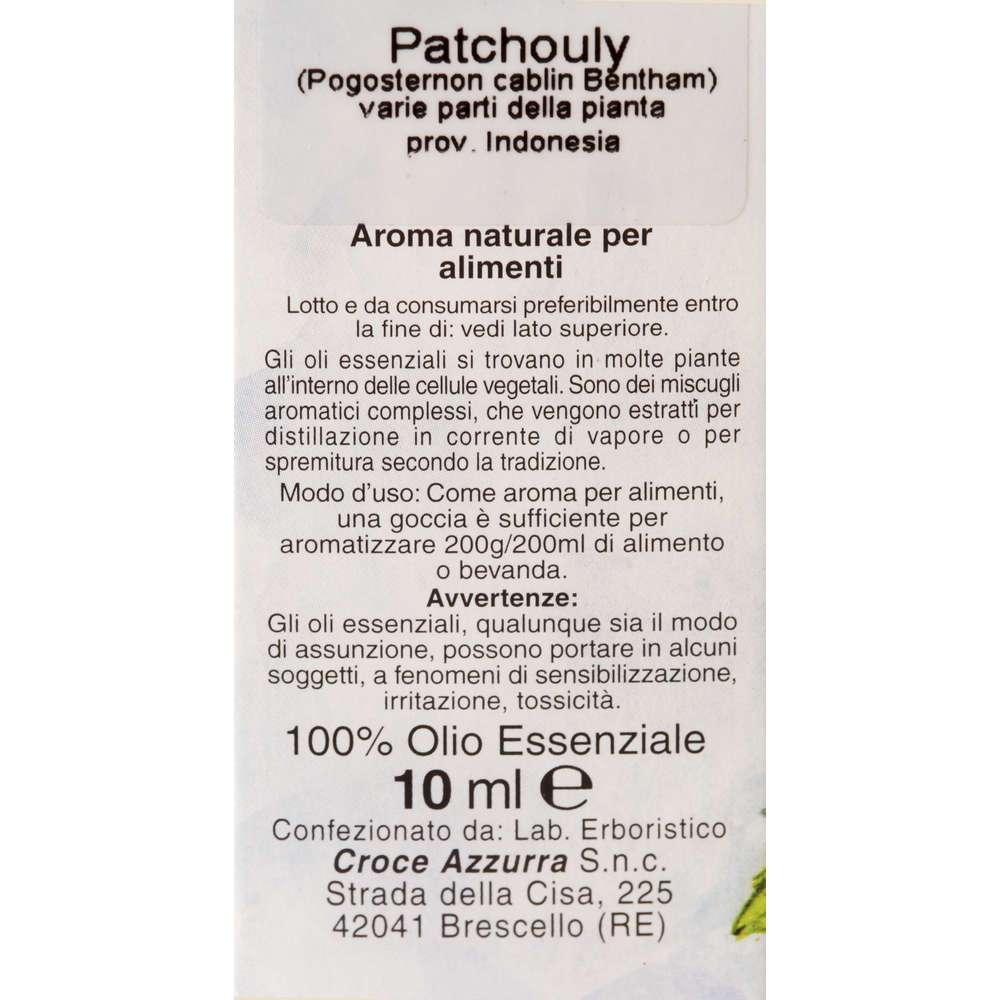 Patchouly
(Pogosternon cablin Bentham)
varie parti della pianta
prov. Indonesia
Aroma naturale per
alimenti
Lotto e da consumarsi preferibilmente entro
la fine di: vedi lato superiore.
Gli oli essenziali si trovano in molte piante
all'interno delle cellule vegetali. Sono dei miscugli
aromatici complessi, che vengono estratti per
distillazione in corrente di vapore o per
spremitura secondo la tradizione.
Modo d'uso: Come aroma per alimenti,
una goccia è sufficiente per
aromatizzare 200g/200ml di alimento
o bevanda.
Avvertenze:
Gli oli essenziali, qualunque sia il modo
di assunzione, possono portare in alcuni
soggetti, a fenomeni di sensibilizzazione,
irritazione, tossicità.
100% Olio Essenziale
10 ml ℮
Confezionato da: Lab. Erboristico
Croce Azzurra S.n.c.
Strada della Cisa, 225
42041 Brescello (RE)